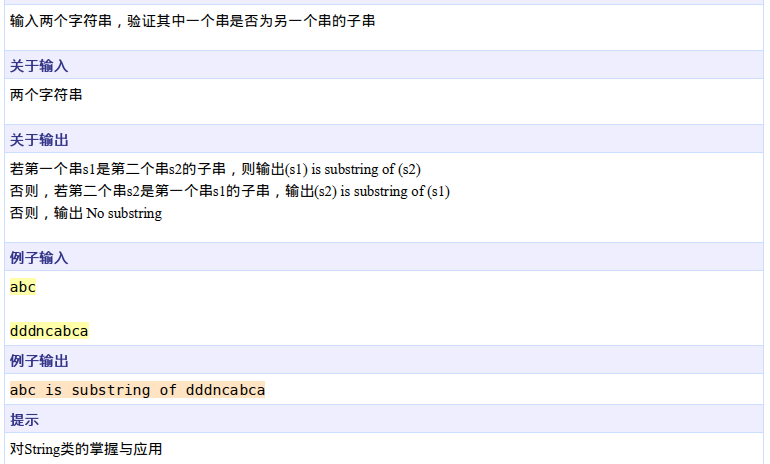 输入两个字符串，验证其中一个串是否为另一个串的子串
关于输入
两个字符串
关于输出
若第一个串s1是第二个串s2的子串，则输出(s1) is substring of (s2)
否则，若第二个串s2是第一个串s1的子串，输出(s2) is substring of (s1)
否则，输出 No substring
例子输入
abc
dddncabca
例子输出
abc is substring of dddncabca
提示
对String类的掌握与应用